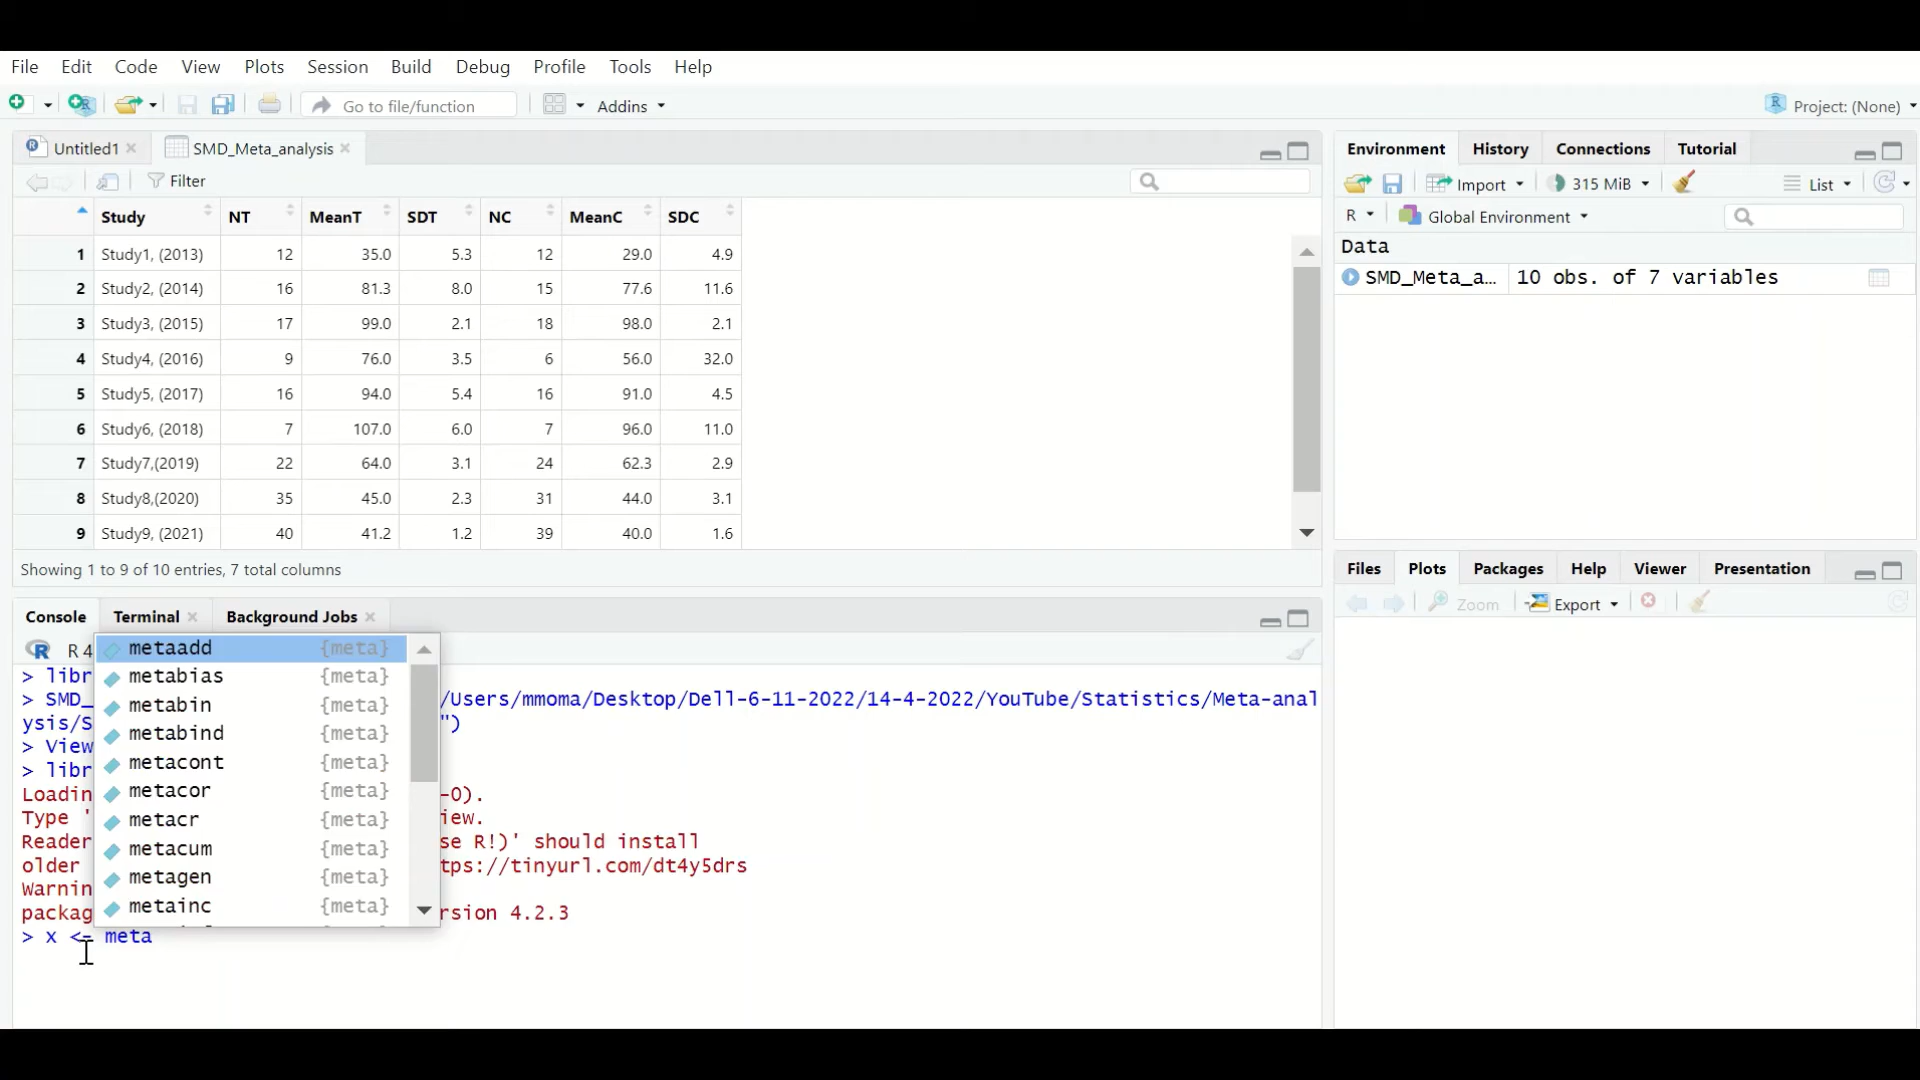 File Edit Code View Plots Session Build Debug Profile Tools Help
Go to file/function Addins Project: (None)
Untitled1 SMD_Meta_analysis
Filter
Study NT MeanT SDT NC MeanC SDC
1 Study1, (2013) 12 35.0 5.3 12 29.0 4.9
2 Study2, (2014) 16 81.3 8.0 15 77.6 11.6
3 Study3, (2015) 17 99.0 2.1 18 98.0 2.1
4 Study4, (2016) 9 76.0 3.5 6 56.0 32.0
5 Study5, (2017) 16 94.0 5.4 16 91.0 4.5
6 Study6, (2018) 7 107.0 6.0 7 96.0 11.0
7 Study7,(2019) 22 64.0 3.1 24 62.3 2.9
8 Study8,(2020) 35 45.0 2.3 31 44.0 3.1
9 Study9, (2021) 40 41.2 1.2 39 40.0 1.6
Showing 1 to 9 of 10 entries, 7 total columns
Environment History Connections Tutorial
Import 315 MiB List
R Global Environment
Data
SMD_Meta_a… 10 obs. of 7 variables
Files Plots Packages Help Viewer Presentation
Zoom Export
Console Terminal Background Jobs
R 4
metaadd {meta}
metabias {meta}
metabin {meta}
metabind {meta}
metacont {meta}
metacor {meta}
metacr {meta}
metacum {meta}
metagen {meta}
metainc {meta}
> libr
> SMD_ /Users/mmoma/Desktop/Dell-6-11-2022/14-4-2022/YouTube/Statistics/Meta-anal
ysis/S ")
> View
> libr
Loadin -0).
Type ' iew.
Reader se R!)' should install
older tps://tinyurl.com/dt4y5drs
Warnin
packag rsion 4.2.3
> x <- meta